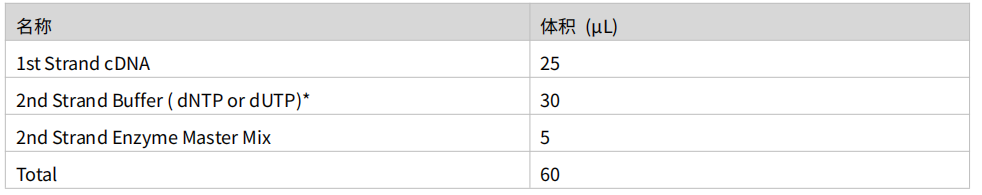 名称 体积 (μL)
1st Strand cDNA 25
2nd Strand Buffer ( dNTP or dUTP)* 30
2nd Strand Enzyme Master Mix 5
Total 60